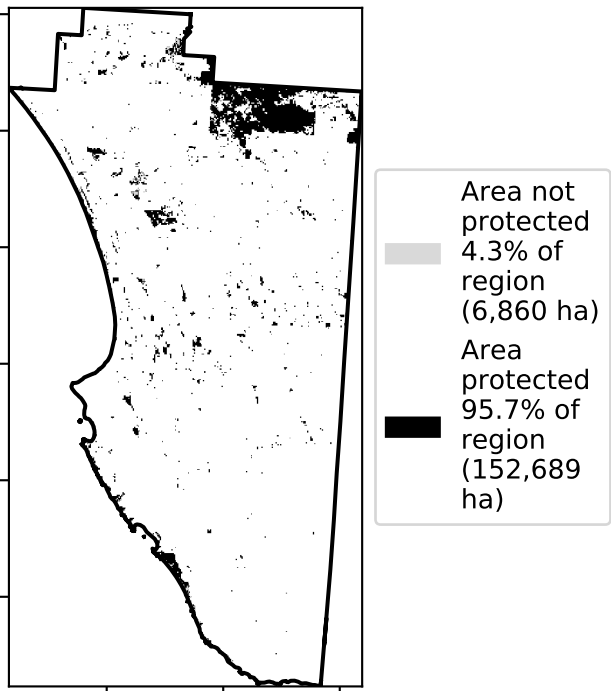 Area not
protected
4.3% of
region
(6,860 ha)
Area
protected
95.7% of
region
(152,689
ha)